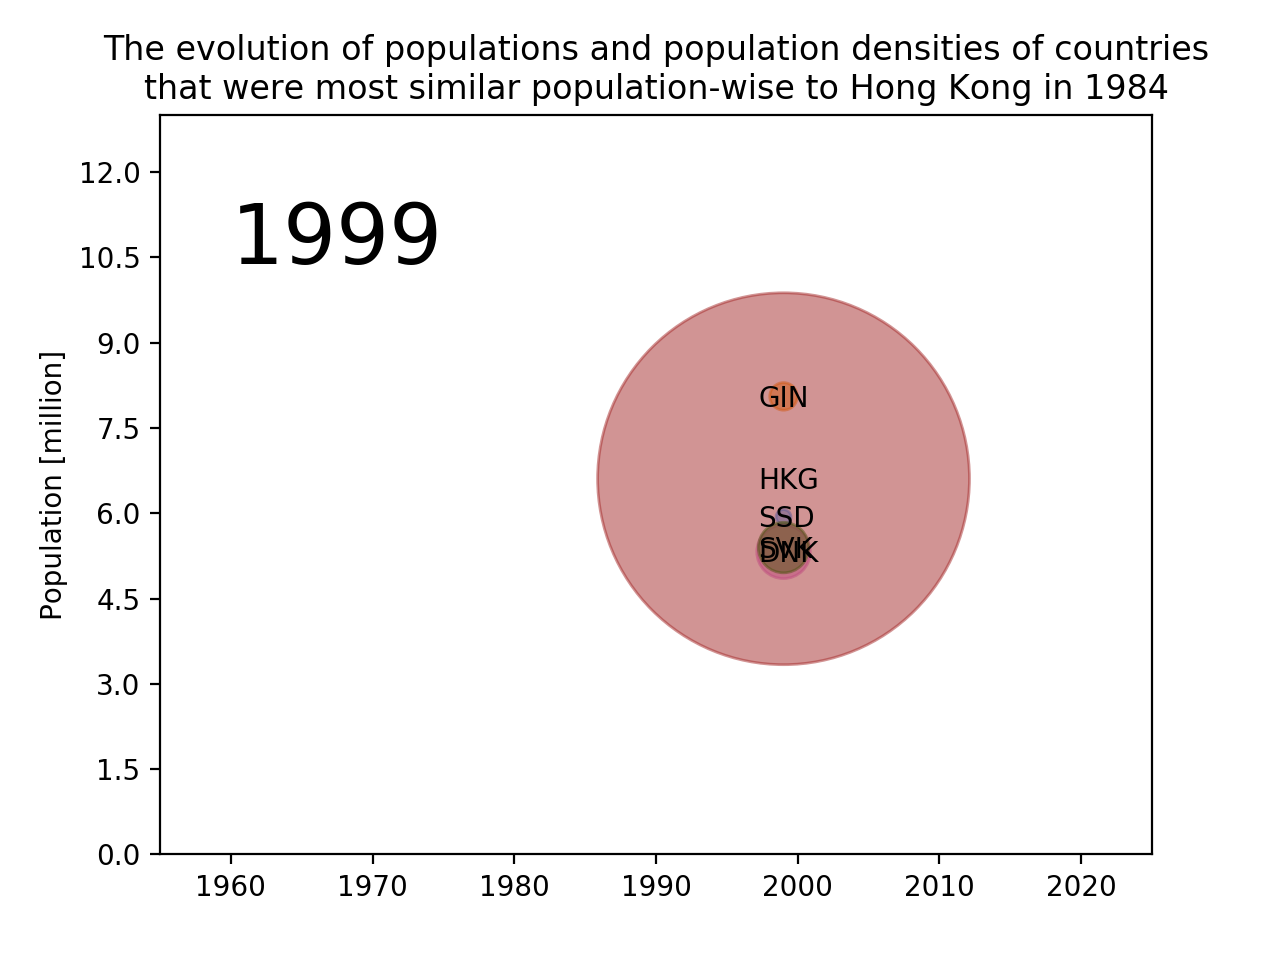 The evolution of populations and population densities of countries
that were most similar population-wise to Hong Kong in 1984
12.0
1999
10.5
9.0
GIN
7.5
HKG
6.0
SSD
SVK
DNK
4.5
3.0
1.5
0.0
Population [million]
1960 1970 1980 1990 2000 2010 2020